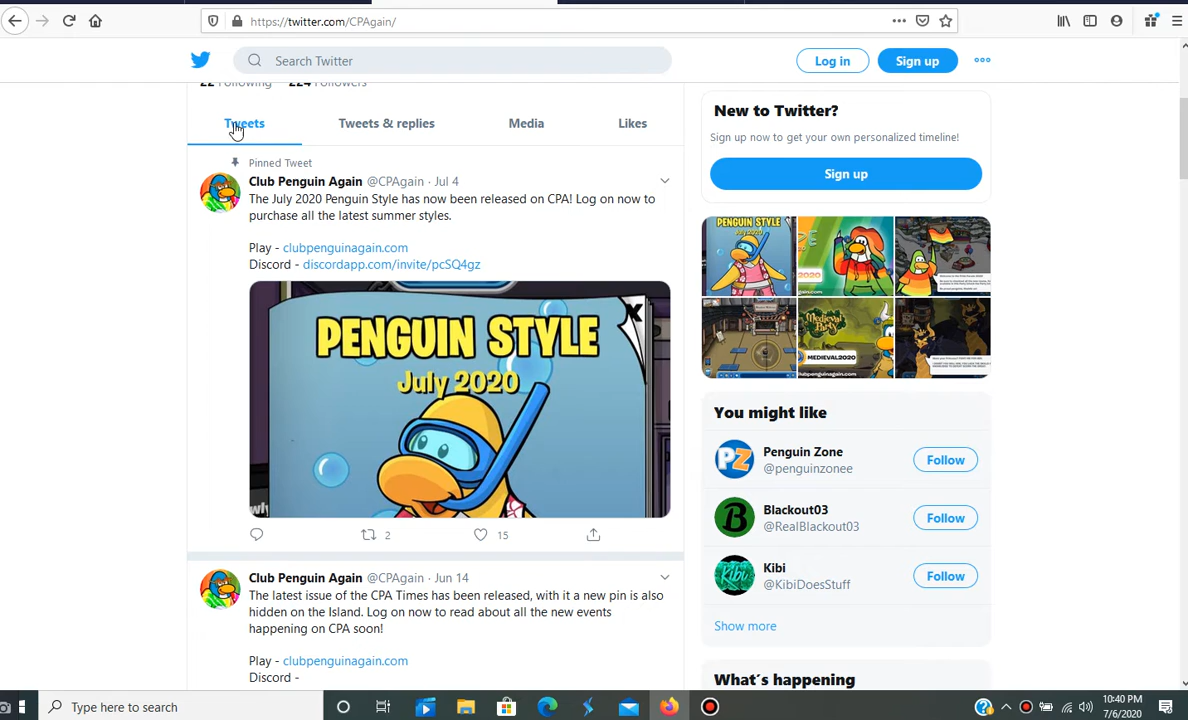 https://twitter.com/CPAgain/
Search Twitter
Log in
Sign up
22 Following 224 Followers
Tweets
Tweets & replies
Media
Likes
Pinned Tweet
Club Penguin Again @CPAgain · Jul 4
The July 2020 Penguin Style has now been released on CPA! Log on now to
purchase all the latest summer styles.
Play - clubpenguinagain.com
Discord - discordapp.com/invite/pcSQ4gz
PENGUIN STYLE
July 2020
X
2
15
Club Penguin Again @CPAgain · Jun 14
The latest issue of the CPA Times has been released, with it a new pin is also
hidden on the Island. Log on now to read about all the new events
happening on CPA soon!
Play - clubpenguinagain.com
Discord -
New to Twitter?
Sign up now to get your own personalized timeline!
Sign up
PENGUIN STYLE
July 2020
MEDIEVAL2020
You might like
Penguin Zone
@penguinzonee
Follow
Blackout03
@RealBlackout03
Follow
Kibi
@KibiDoesStuff
Follow
Show more
What's happening
Type here to search
10:40 PM
7/6/2020